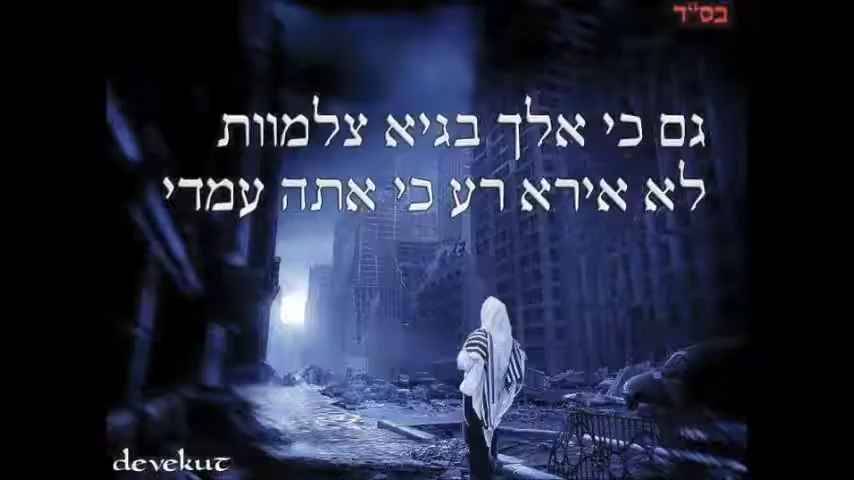 בס״ד
גם כי אלך בגיא צלמוות
לא אירא רע כי אתה עמדי
devekut